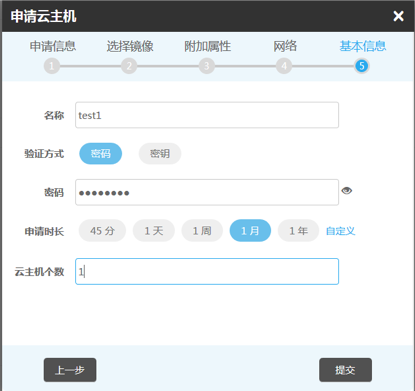 申请云主机 ×
申请信息 选择镜像 附加属性 网络 基本信息
1 2 3 4 5
名称 test1
验证方式 密码 密钥
密码 ●●●●●●●●
申请时长 45 分 1 天 1 周 1 月 1 年 自定义
云主机个数 1
上一步 提交